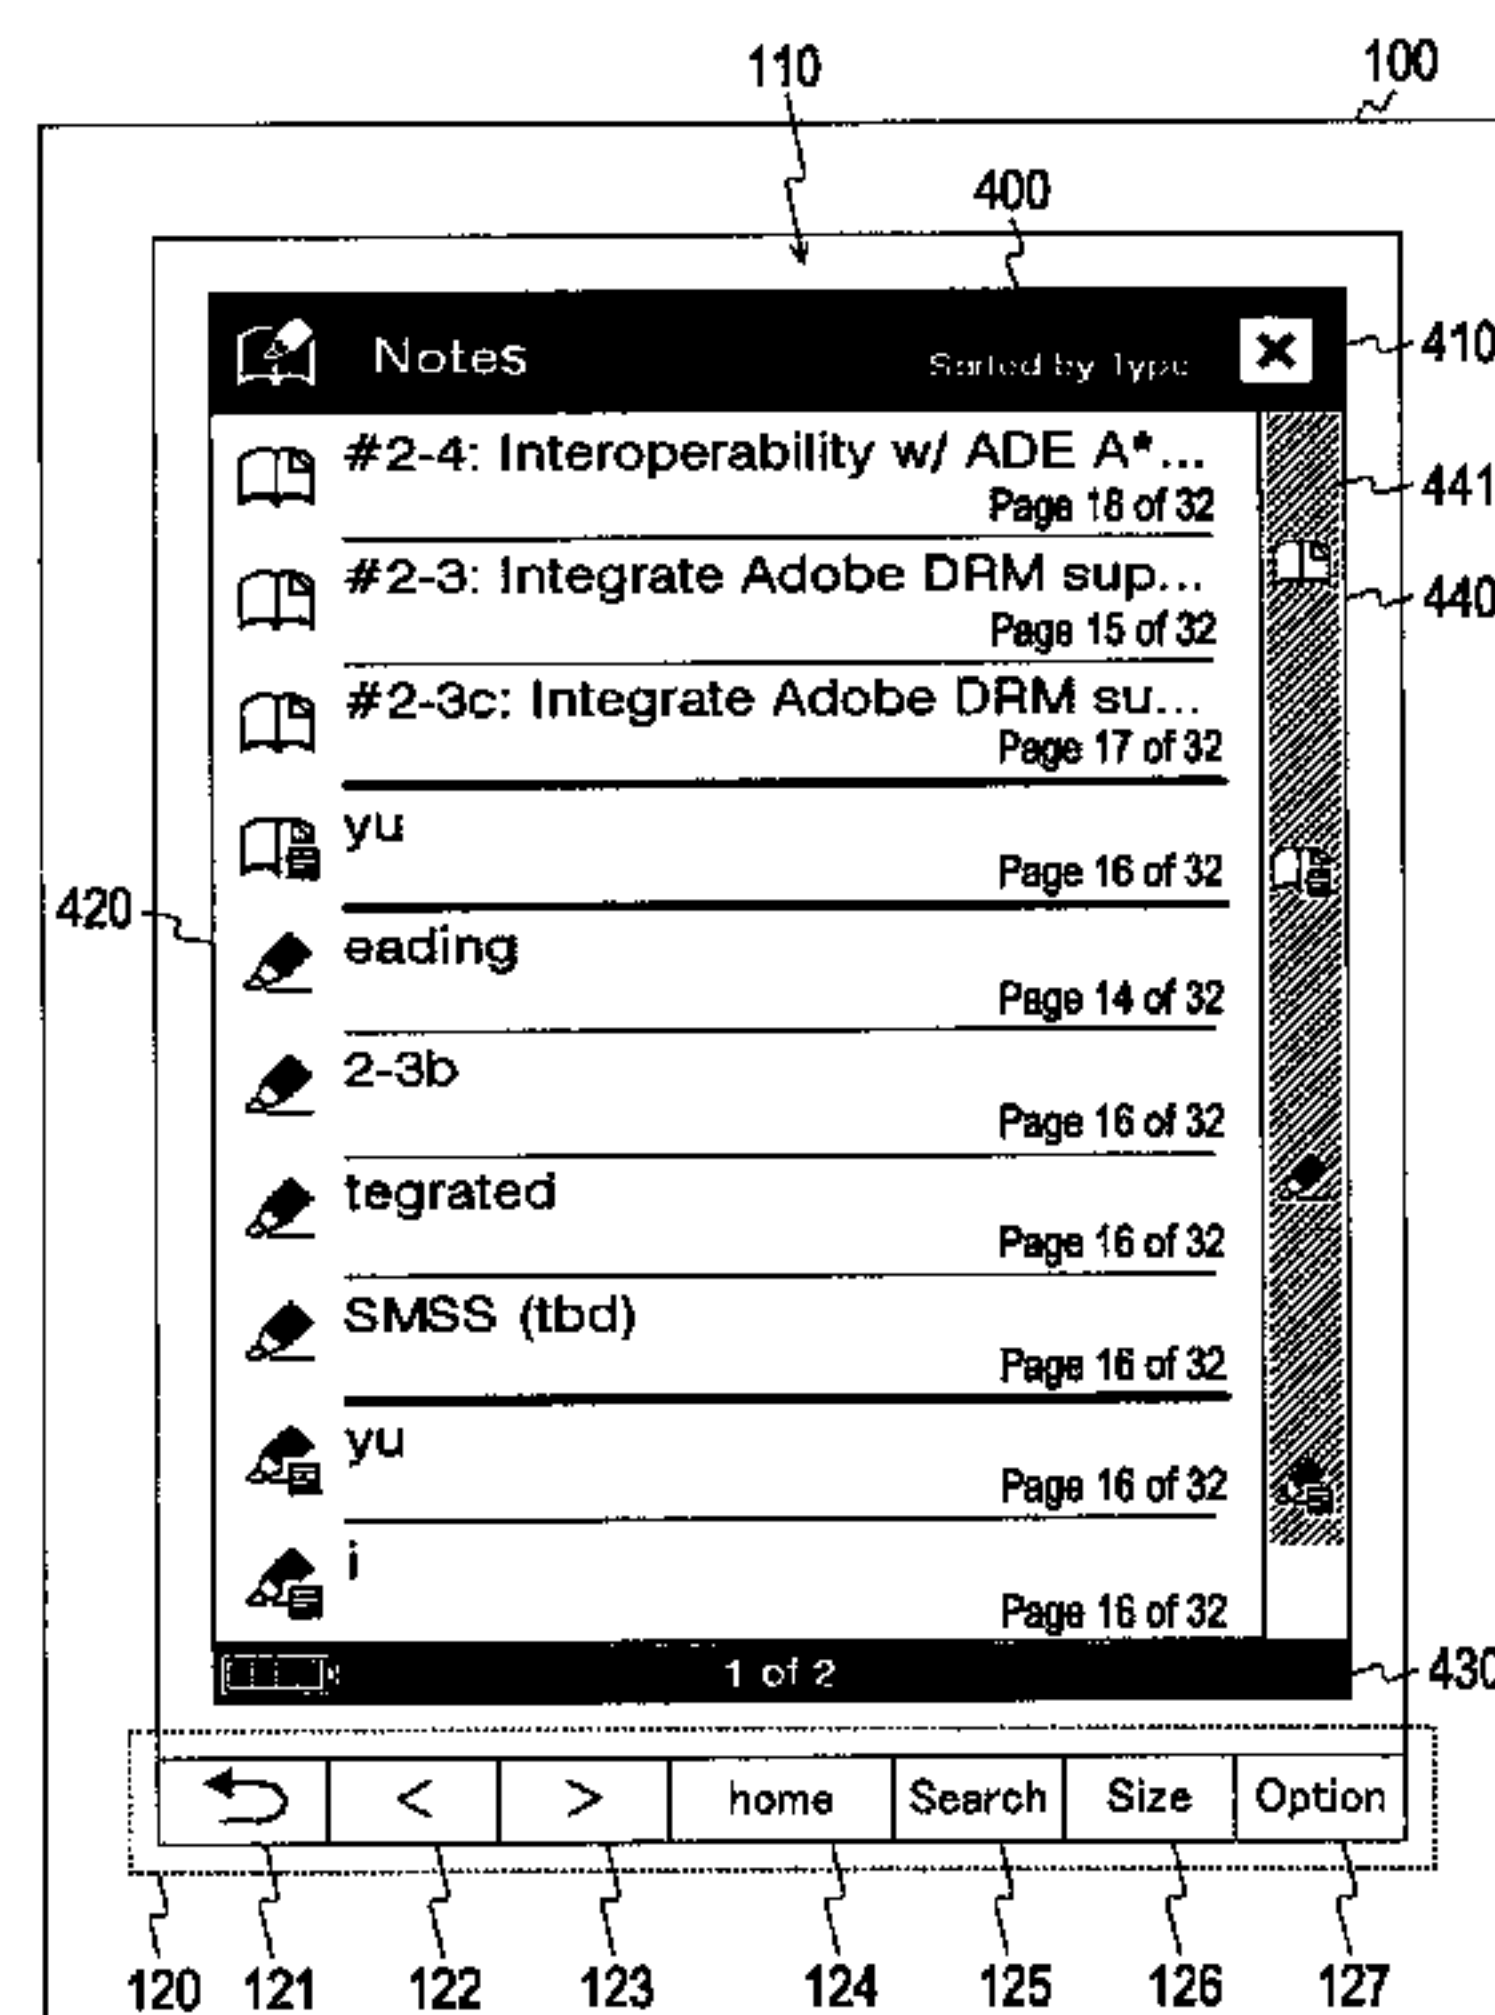 110
100
400
Notes
Sorted by Type
410
#2-4: Interoperability w/ ADE A*...
Page 18 of 32
441
#2-3: Integrate Adobe DRM sup...
Page 15 of 32
440
#2-3c: Integrate Adobe DRM su...
Page 17 of 32
yu
Page 16 of 32
420
eading
Page 14 of 32
2-3b
Page 16 of 32
tegrated
Page 16 of 32
SMSS (tbd)
Page 16 of 32
yu
Page 16 of 32
i
Page 16 of 32
1 of 2
430
< > home Search Size Option
120 121 122 123 124 125 126 127